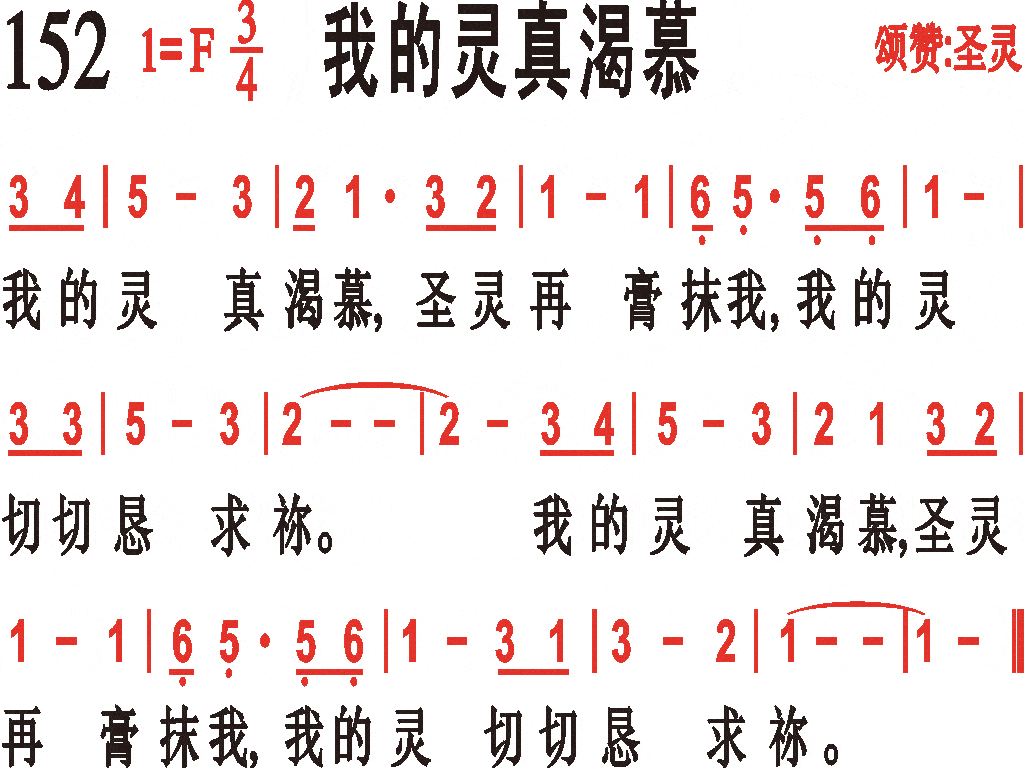 152 1=F 3/4 我的灵真渴慕 颂赞:圣灵
3 4 | 5 - 3 | 2 1 · 3 2 | 1 - 1 | 6 5 · 5 6 | 1 - |
我的灵 真渴慕, 圣灵再 膏抹我, 我的灵
3 3 | 5 - 3 | 2 - - | 2 - 3 4 | 5 - 3 | 2 1 3 2 |
切切恳 求祢。 我的灵 真渴慕,圣灵
1 - 1 | 6 5 · 5 6 | 1 - 3 1 | 3 - 2 | 1 - - | 1 - ‖
再 膏抹我, 我的灵 切切恳 求祢。